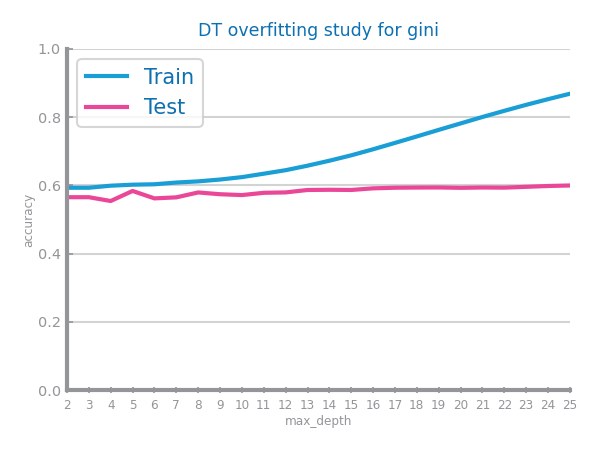 DT overfitting study for gini
1.0
0.8
0.6
0.4
0.2
0.0
accuracy
Train
Test
2 3 4 5 6 7 8 9 10 11 12 13 14 15 16 17 18 19 20 21 22 23 24 25
max_depth